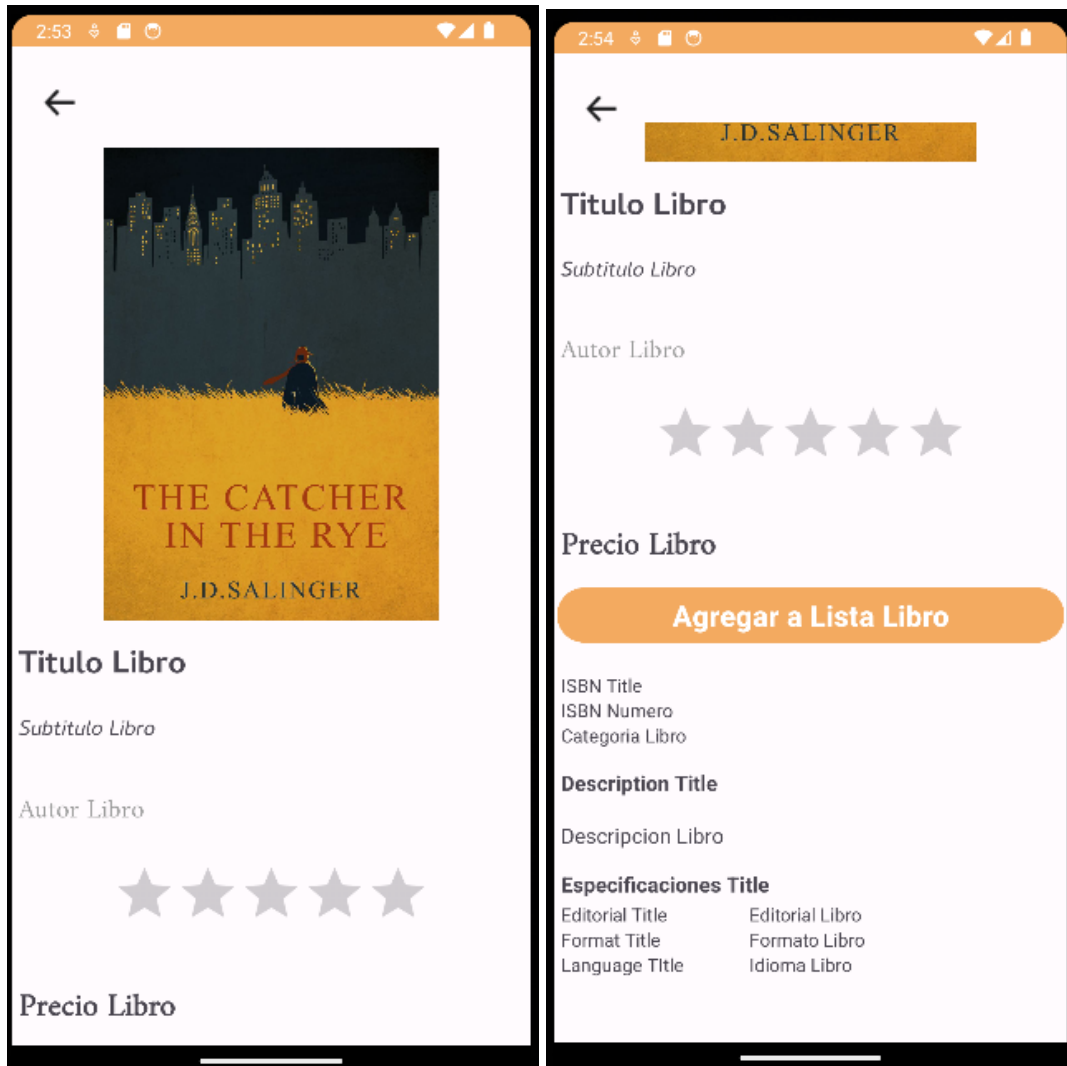 2:53
THE CATCHER
IN THE RYE
J.D.SALINGER
Titulo Libro
Subtitulo Libro
Autor Libro
Precio Libro
2:54
J.D.SALINGER
Titulo Libro
Subtitulo Libro
Autor Libro
Precio Libro
Agregar a Lista Libro
ISBN Title
ISBN Numero
Categoria Libro
Description Title
Descripcion Libro
Especificaciones Title
Editorial Title Editorial Libro
Format Title Formato Libro
Language TItle Idioma Libro